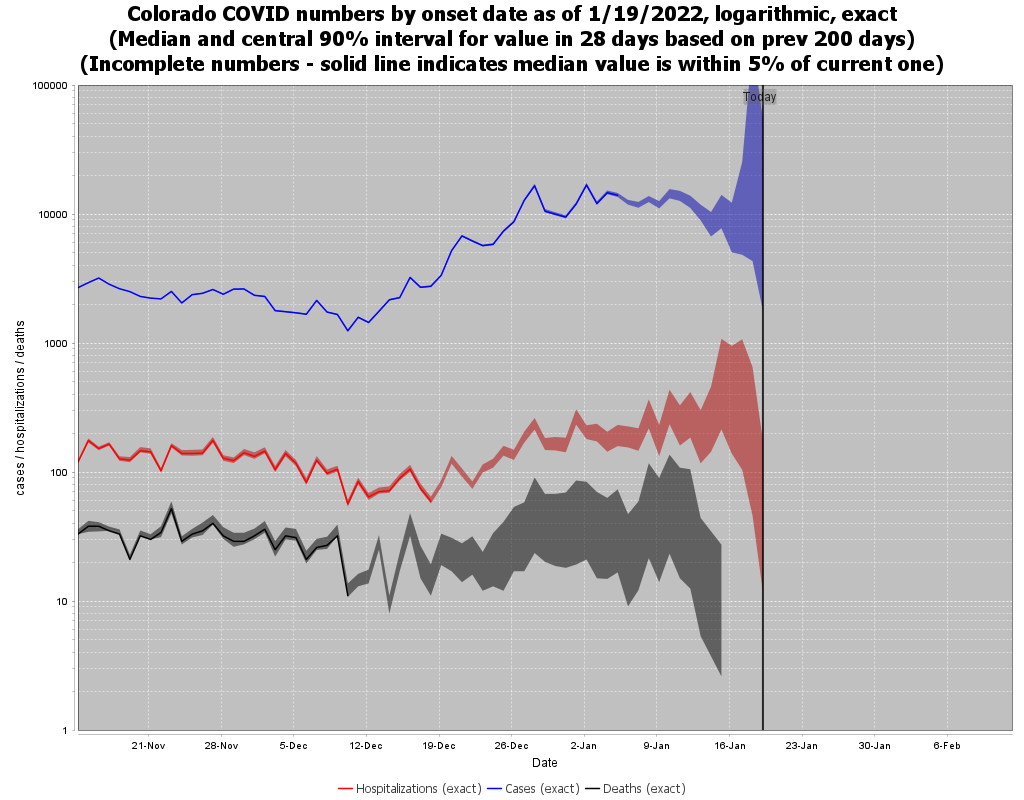 Colorado COVID numbers by onset date as of 1/19/2022, logarithmic, exact
(Median and central 90% interval for value in 28 days based on prev 200 days)
(Incomplete numbers - solid line indicates median value is within 5% of current one)
Today
cases / hospitalizations / deaths
100000
10000
1000
100
10
1
21-Nov 28-Nov 5-Dec 12-Dec 19-Dec 26-Dec 2-Jan 9-Jan 16-Jan 23-Jan 30-Jan 6-Feb
Date
Hospitalizations (exact) Cases (exact) Deaths (exact)